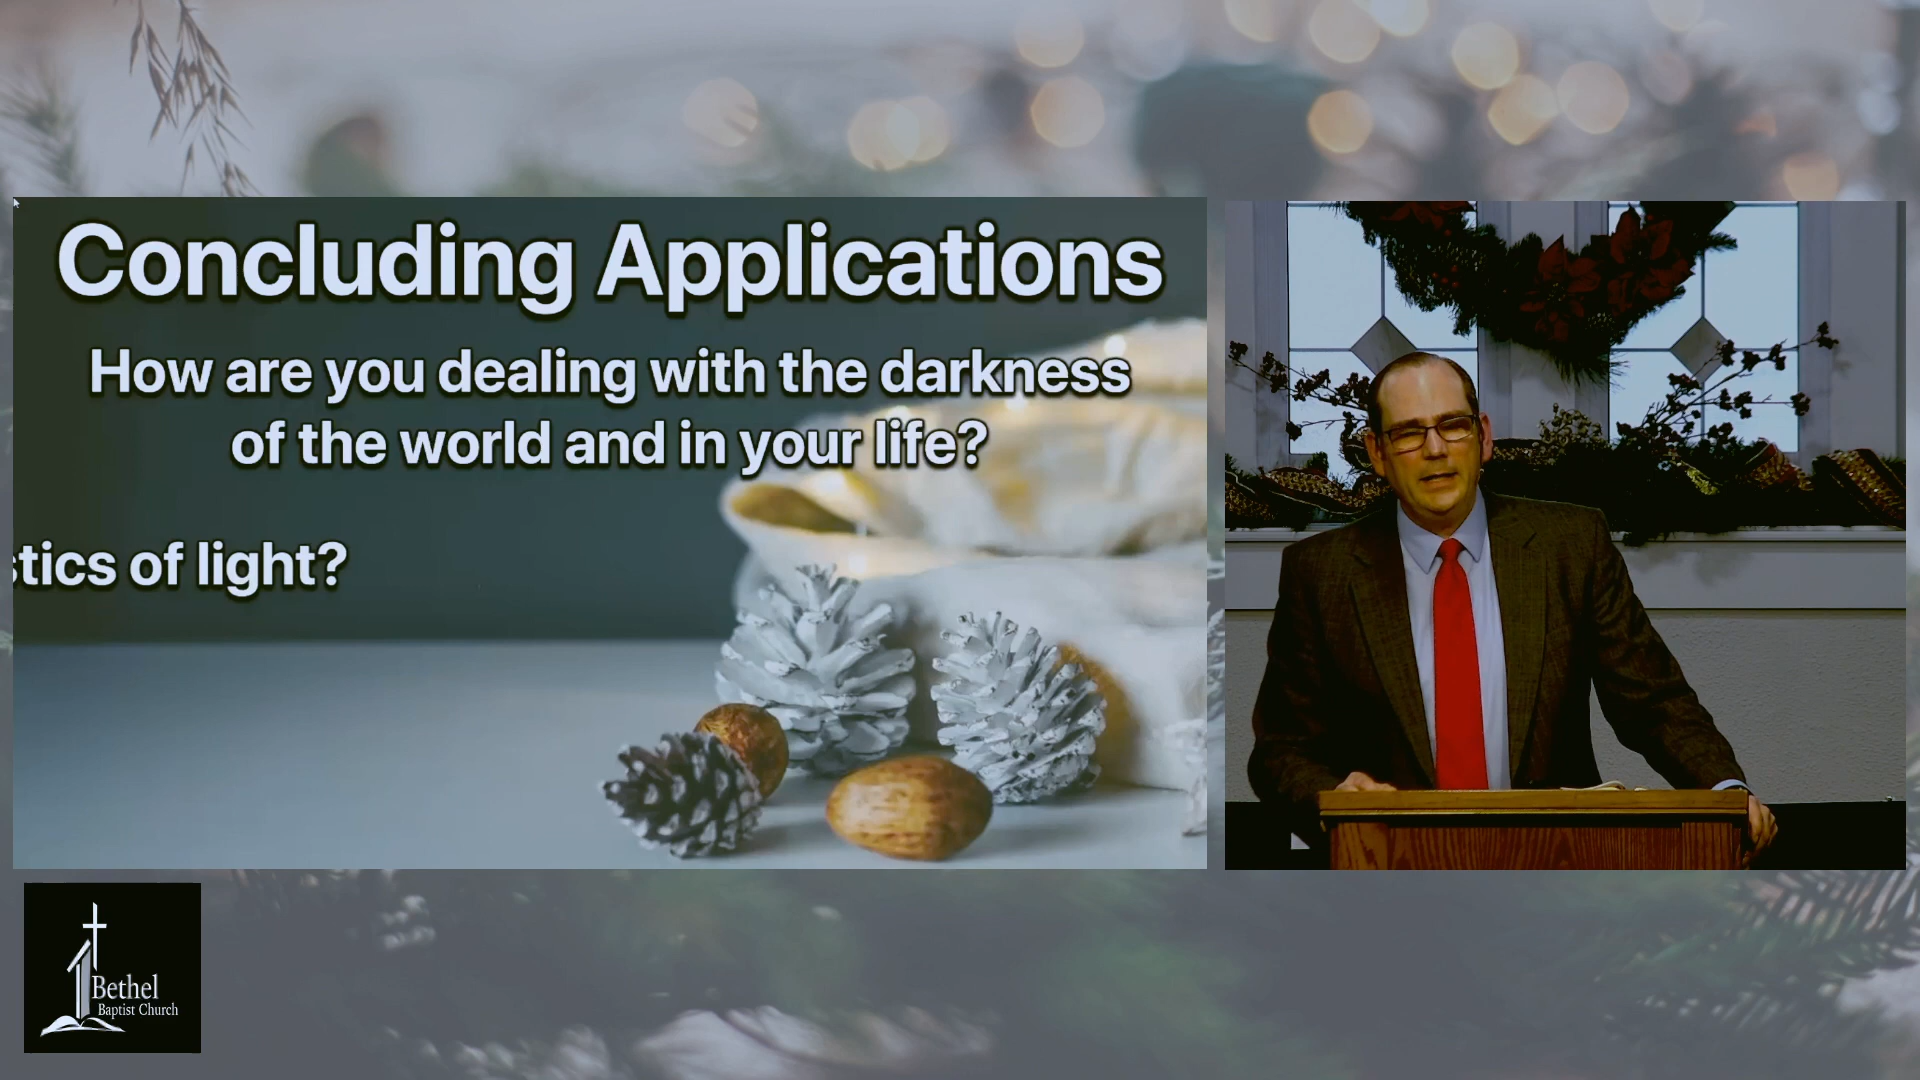 Concluding Applications
How are you dealing with the darkness
of the world and in your life?
stics of light?
Bethel
Baptist Church